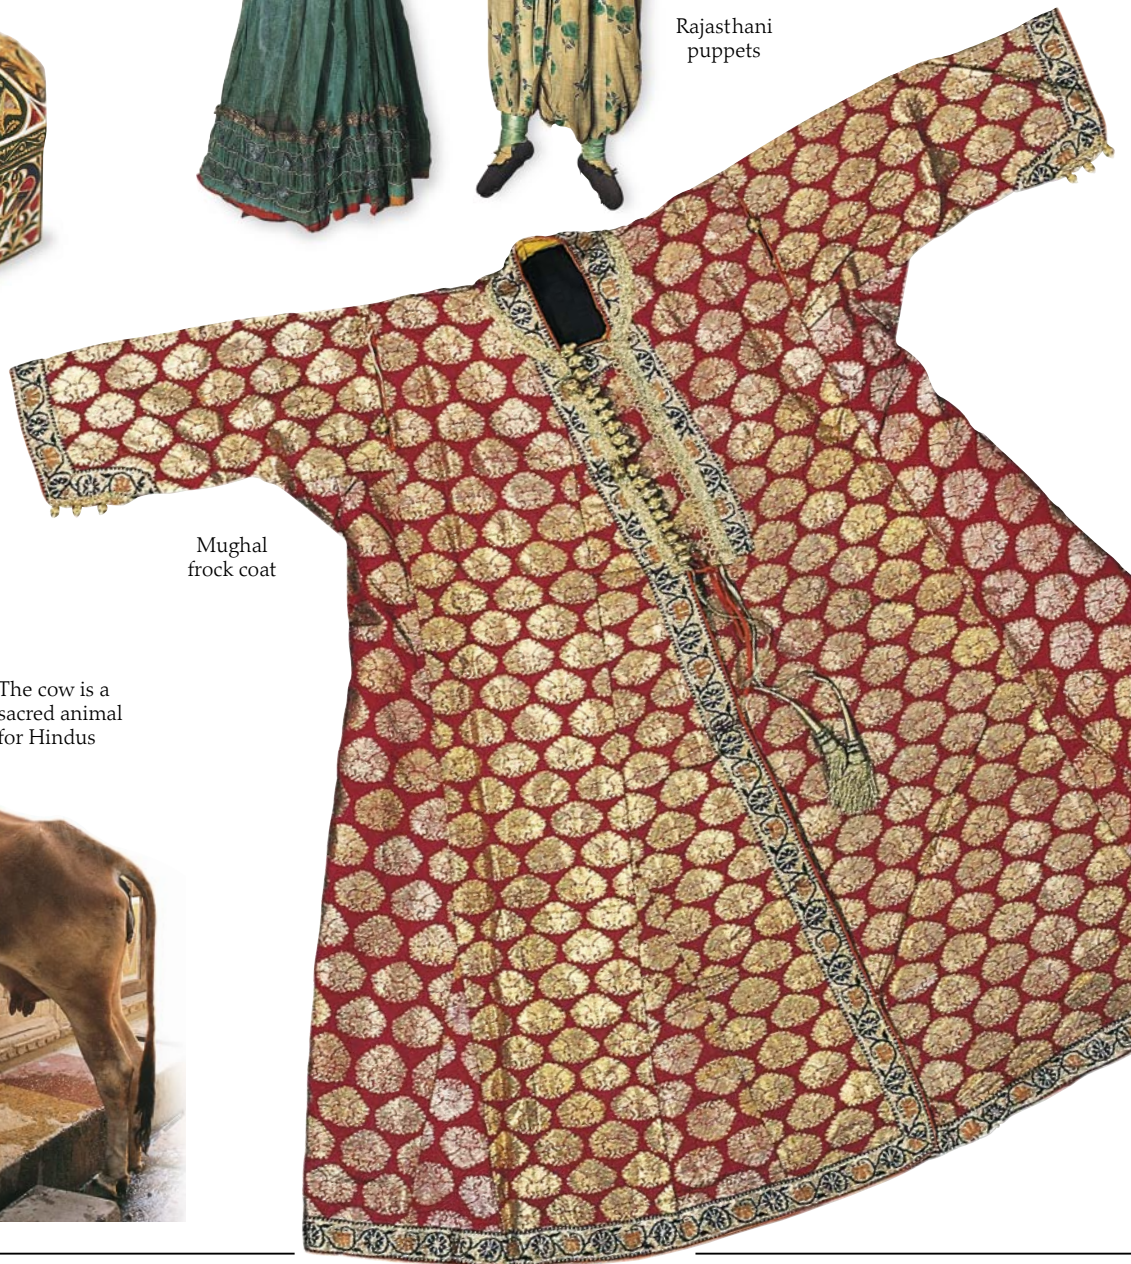 Rajasthani
puppets
Mughal
frock coat
The cow is a
sacred animal
for Hindus